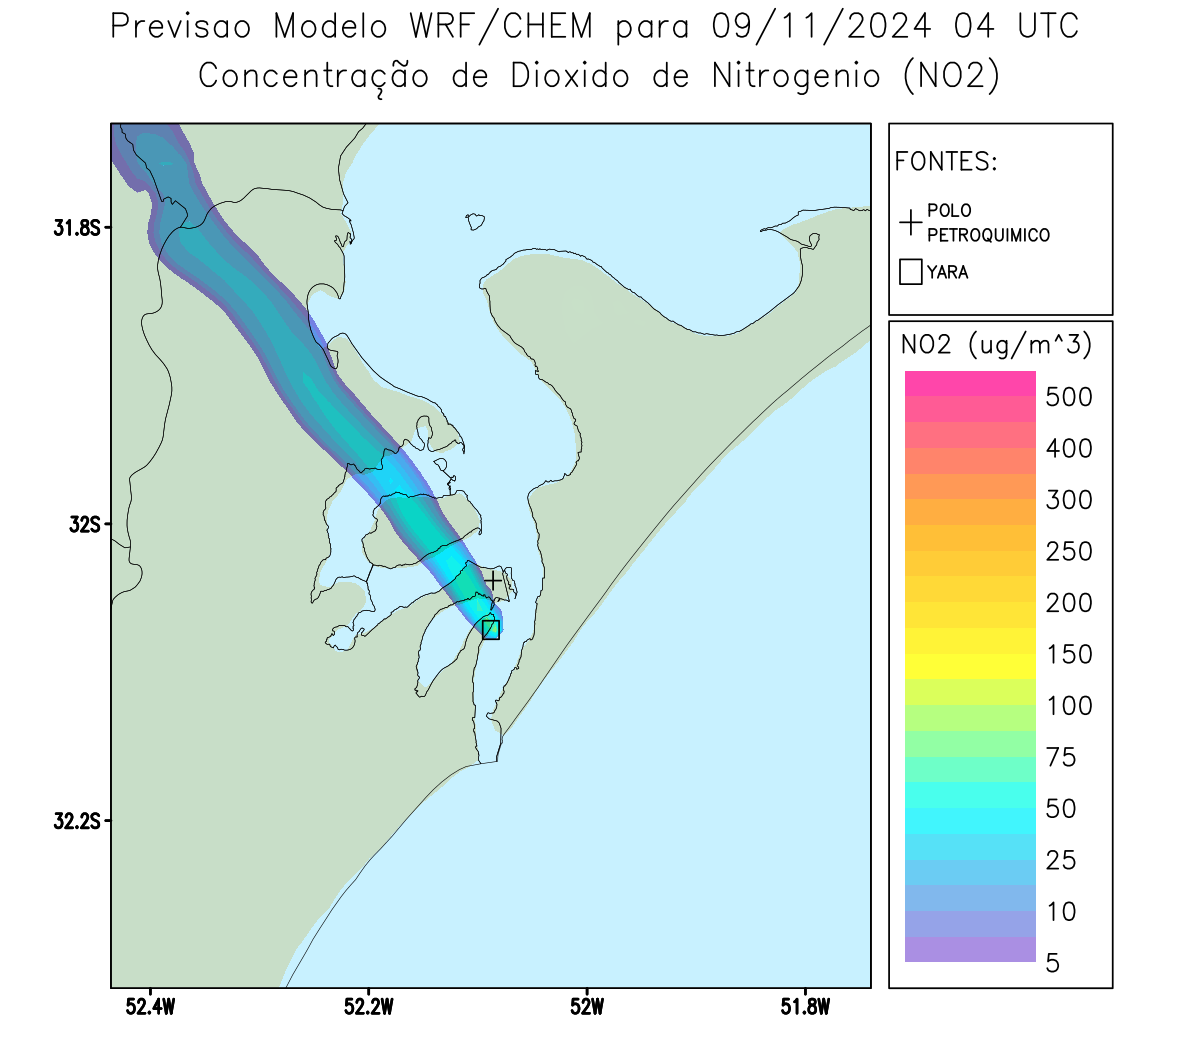 Previsao Modelo WRF/CHEM para 09/11/2024 04 UTC
Concentração de Dioxido de Nitrogenio (NO2)
FONTES:
POLO
PETROQUIMICO
YARA
NO2 (ug/m^3)
500
400
300
250
200
150
100
75
50
25
10
5
31.8S
32S
32.2S
52.4W
52.2W
52W
51.8W